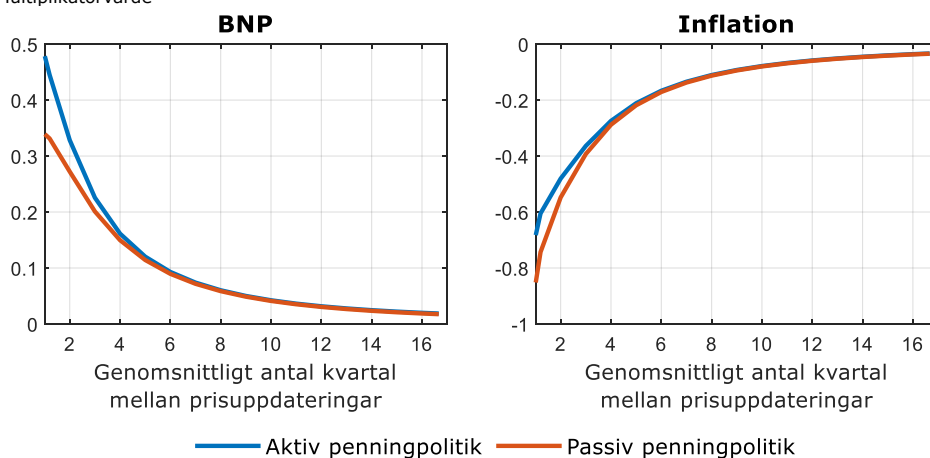 BNP
Inflation
0.5
0.4
0.3
0.2
0.1
0
2 4 6 8 10 12 14 16
0
-0.2
-0.4
-0.6
-0.8
-1
2 4 6 8 10 12 14 16
Genomsnittligt antal kvartal
mellan prisuppdateringar
Genomsnittligt antal kvartal
mellan prisuppdateringar
Aktiv penningpolitik Passiv penningpolitik